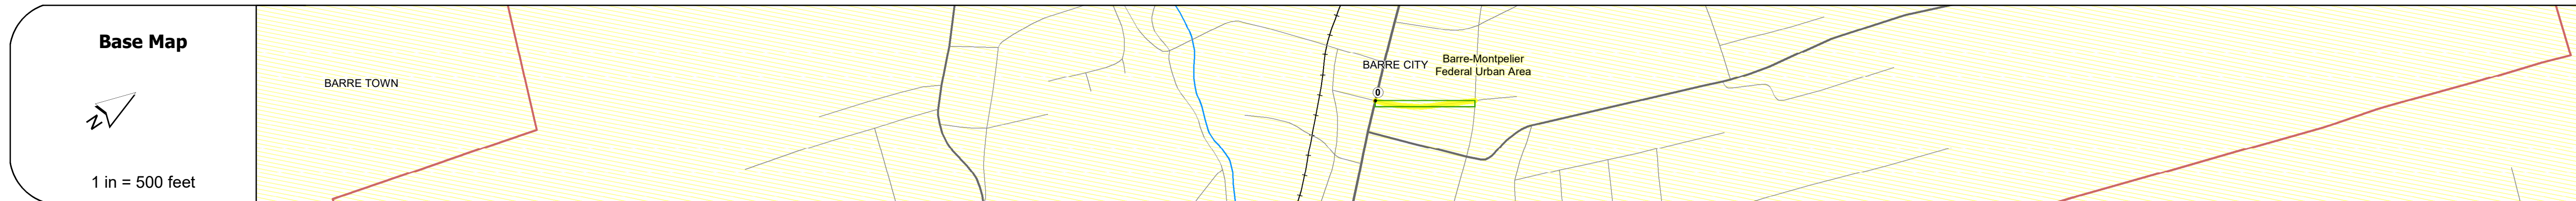 Base Map
N
1 in = 500 feet
BARRE TOWN
BARRE CITY
Barre-Montpelier
Federal Urban Area
0